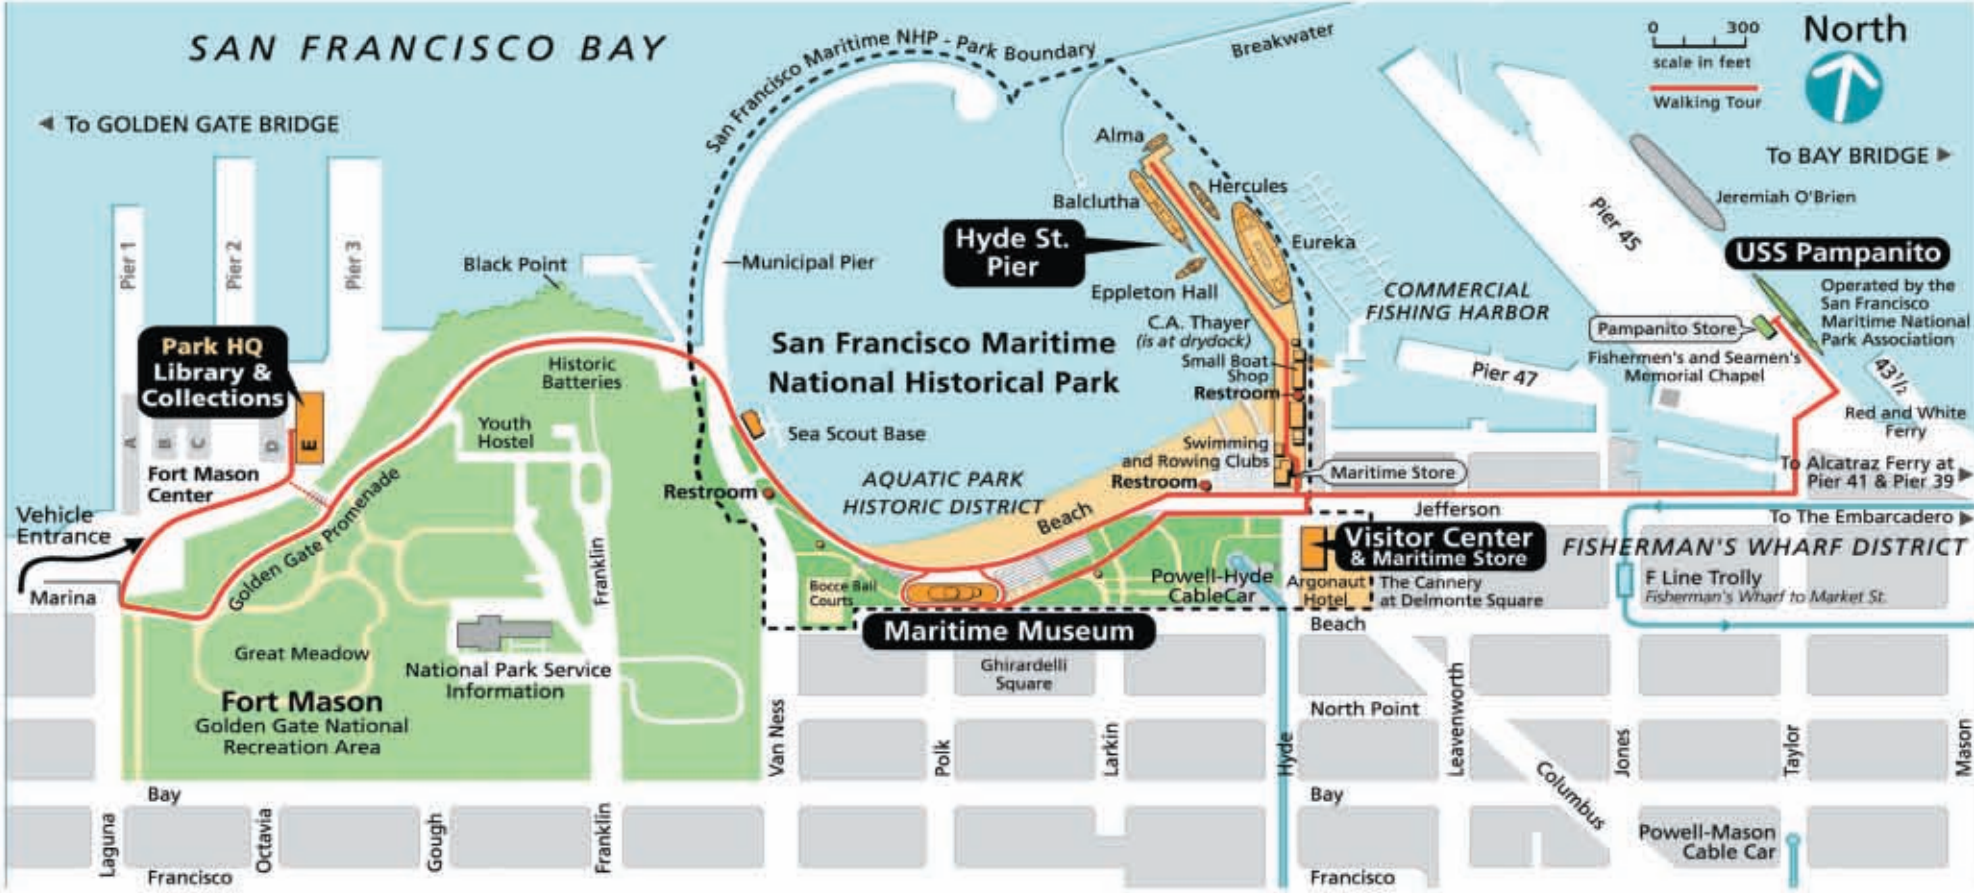 SAN FRANCISCO BAY
San Francisco Maritime NHP - Park Boundary
Breakwater
0 300
scale in feet
Walking Tour
North
To GOLDEN GATE BRIDGE
To BAY BRIDGE
Pier 1
Pier 2
Pier 3
Black Point
Municipal Pier
Alma
Balclutha
Hercules
Hyde St.
Pier
Eureka
Eppleton Hall
C.A. Thayer
(is at drydock)
Small Boat
Shop
Restroom
COMMERCIAL
FISHING HARBOR
Pier 45
Jeremiah O'Brien
USS Pampanito
Operated by the
San Francisco
Maritime National
Park Association
Pampanito Store
Fishermen's and Seamen's
Memorial Chapel
Pier 47
43½
Red and White
Ferry
To Alcatraz Ferry at
Pier 41 & Pier 39
To The Embarcadero
Park HQ
Library &
Collections
A
B
C
D
E
Fort Mason
Center
Historic
Batteries
Youth
Hostel
San Francisco Maritime
National Historical Park
Sea Scout Base
Restroom
AQUATIC PARK
HISTORIC DISTRICT
Beach
Swimming
and Rowing Clubs
Restroom
Maritime Store
Jefferson
Vehicle
Entrance
Marina
Golden Gate Promenade
Franklin
Bocce Ball
Courts
Powell-Hyde
CableCar
Visitor Center
& Maritime Store
Argonaut
Hotel
The Cannery
at Delmonte Square
FISHERMAN'S WHARF DISTRICT
F Line Trolly
Fisherman's Wharf to Market St.
Maritime Museum
Beach
Great Meadow
National Park Service
Information
Fort Mason
Golden Gate National
Recreation Area
Ghirardelli
Square
North Point
Van Ness
Polk
Larkin
Hyde
Leavenworth
Columbus
Jones
Taylor
Mason
Bay
Bay
Laguna
Octavia
Gough
Franklin
Powell-Mason
Cable Car
Francisco
Francisco